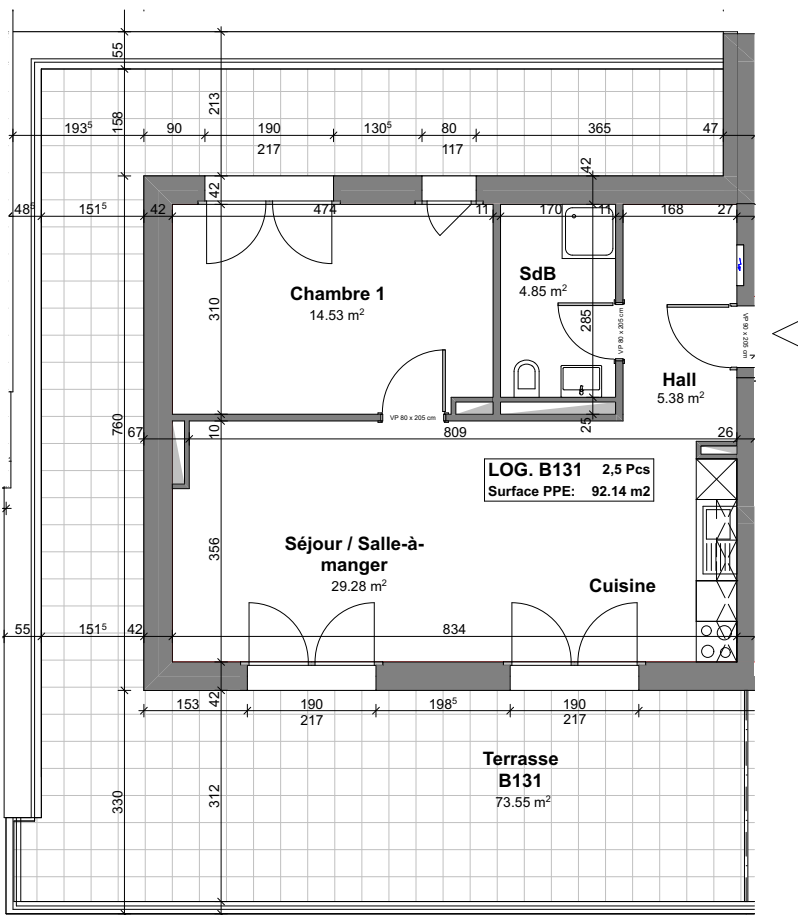 55
158
213
193⁵
90
190
130⁵
80
365
47
217
117
42
42
48⁵
151⁵
42
474
11
170
11
168
27
SdB
4.85 m²
Chambre 1
14.53 m²
310
285
VP 80 x 205 cm
VP 90 x 205 cm
Hall
5.38 m²
VP 80 x 205 cm
760
67
10
809
25
26
LOG. B131 2,5 Pcs
Surface PPE: 92.14 m2
356
Séjour / Salle-à-
manger
29.28 m²
Cuisine
55
151⁵
42
834
42
153
190
198⁵
190
217
217
Terrasse
B131
73.55 m²
330
312